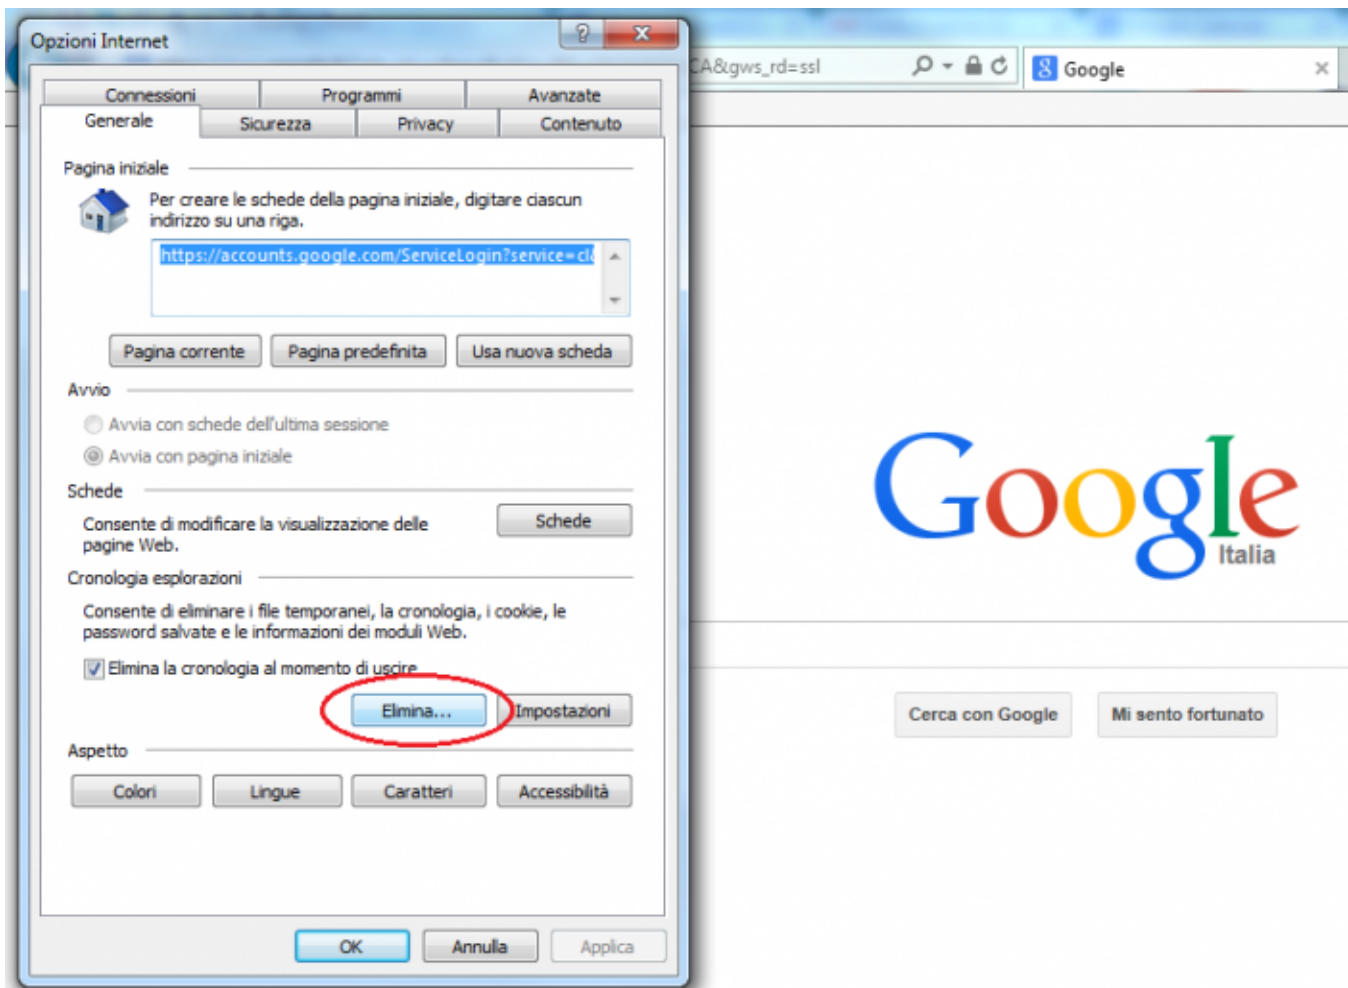 Opzioni Internet
CA&gws_rd=ssl
Google
Connessioni Programmi Avanzate
Generale Sicurezza Privacy Contenuto
Pagina iniziale
Per creare le schede della pagina iniziale, digitare ciascun
indirizzo su una riga.
https://accounts.google.com/ServiceLogin?service=cl&
Pagina corrente Pagina predefinita Usa nuova scheda
Avvio
Avvia con schede dell'ultima sessione
Avvia con pagina iniziale
Schede
Consente di modificare la visualizzazione delle
pagine Web.
Schede
Cronologia esplorazioni
Consente di eliminare i file temporanei, la cronologia, i cookie, le
password salvate e le informazioni dei moduli Web.
Elimina la cronologia al momento di uscire
Elimina... Impostazioni
Aspetto
Colori Lingue Caratteri Accessibilità
OK Annulla Applica
Google
Italia
Cerca con Google Mi sento fortunato